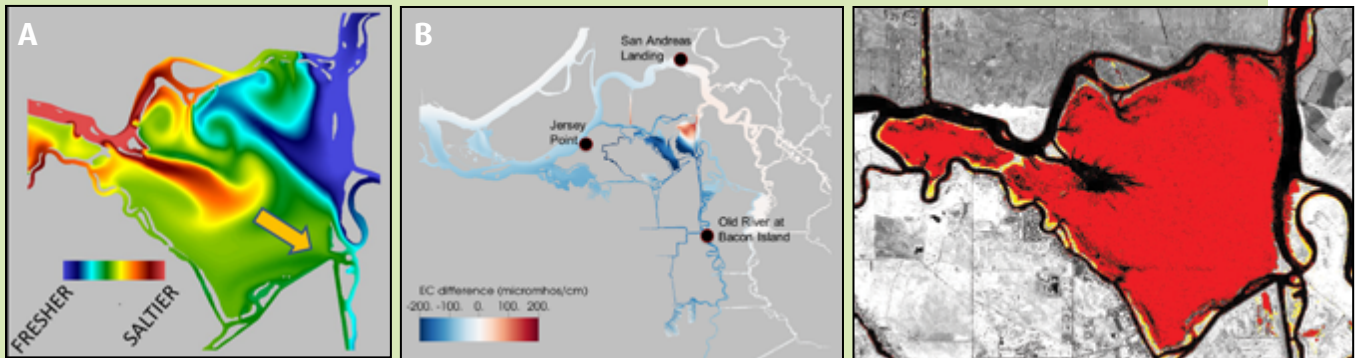 A
FRESHER
SALTIER
B
San Andreas
Landing
Jersey
Point
Old River at
Bacon Island
EC difference (micromhos/cm)
-200. -100. 0. 100. 200.